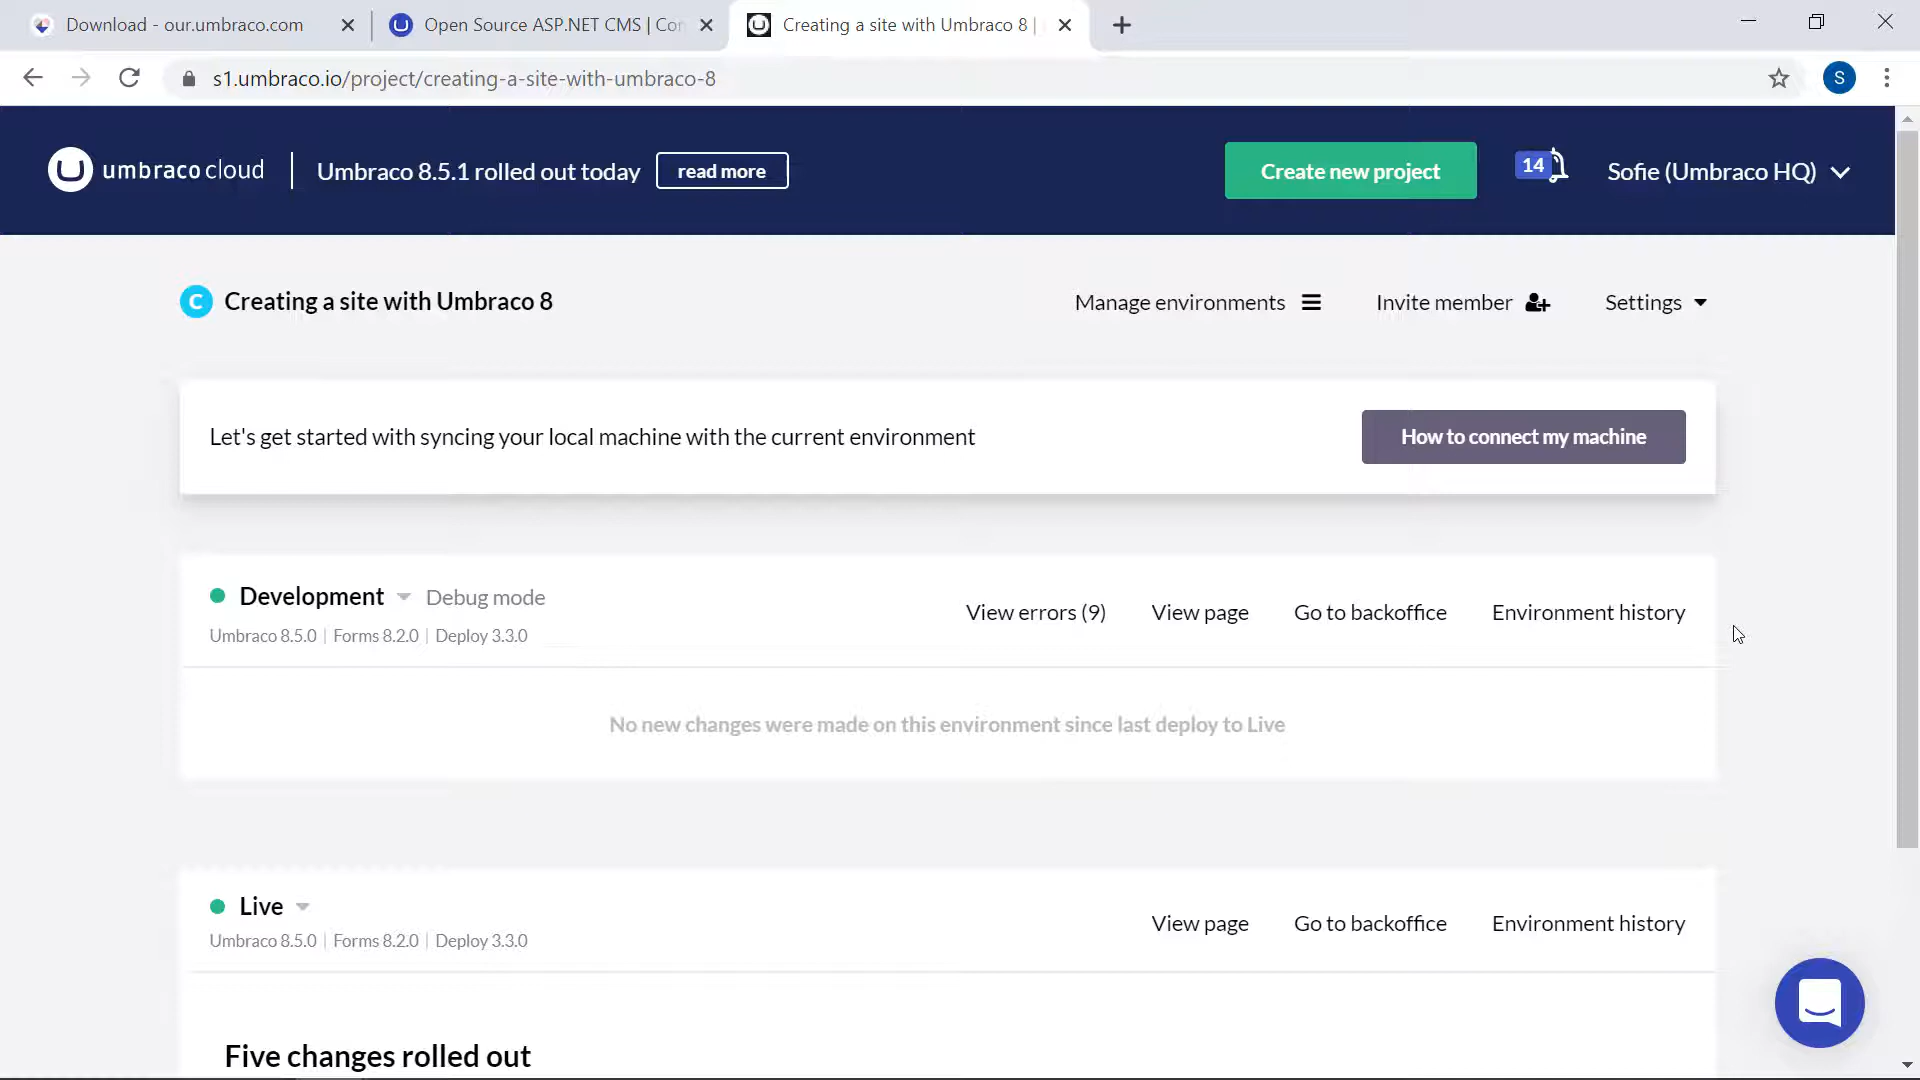 Download - our.umbraco.com
Open Source ASP.NET CMS | Co
Creating a site with Umbraco 8 |
s1.umbraco.io/project/creating-a-site-with-umbraco-8
S
umbraco cloud
Umbraco 8.5.1 rolled out today
read more
Create new project
14
Sofie (Umbraco HQ)
C
Creating a site with Umbraco 8
Manage environments
Invite member
Settings
Let's get started with syncing your local machine with the current environment
How to connect my machine
Development
Debug mode
Umbraco 8.5.0 | Forms 8.2.0 | Deploy 3.3.0
View errors (9)
View page
Go to backoffice
Environment history
No new changes were made on this environment since last deploy to Live
Live
Umbraco 8.5.0 | Forms 8.2.0 | Deploy 3.3.0
View page
Go to backoffice
Environment history
Five changes rolled out